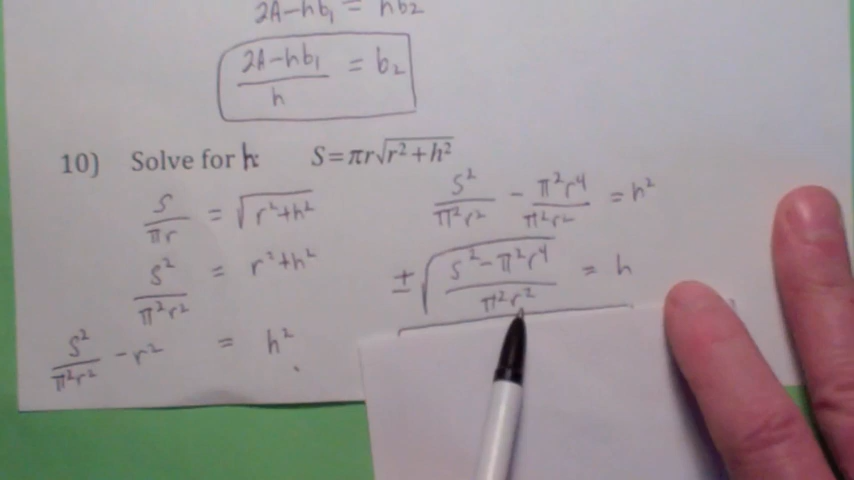 2A-hb₁ = hb₂
(2A-hb₁)/h = b₂
10) Solve for h: S=πr√(r²+h²)
S/(πr) = √(r²+h²)
S²/(π²r²) = r²+h²
S²/(π²r²) - r² = h²
S²/(π²r²) - π²r⁴/(π²r²) = h²
±√((S²-π²r⁴)/(π²r²)) = h